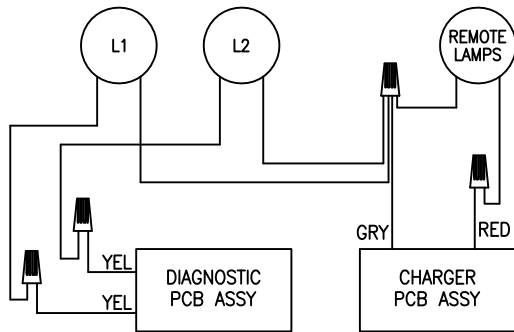 L1
L2
REMOTE
LAMPS
GRY
RED
YEL
YEL
DIAGNOSTIC
PCB ASSY
CHARGER
PCB ASSY